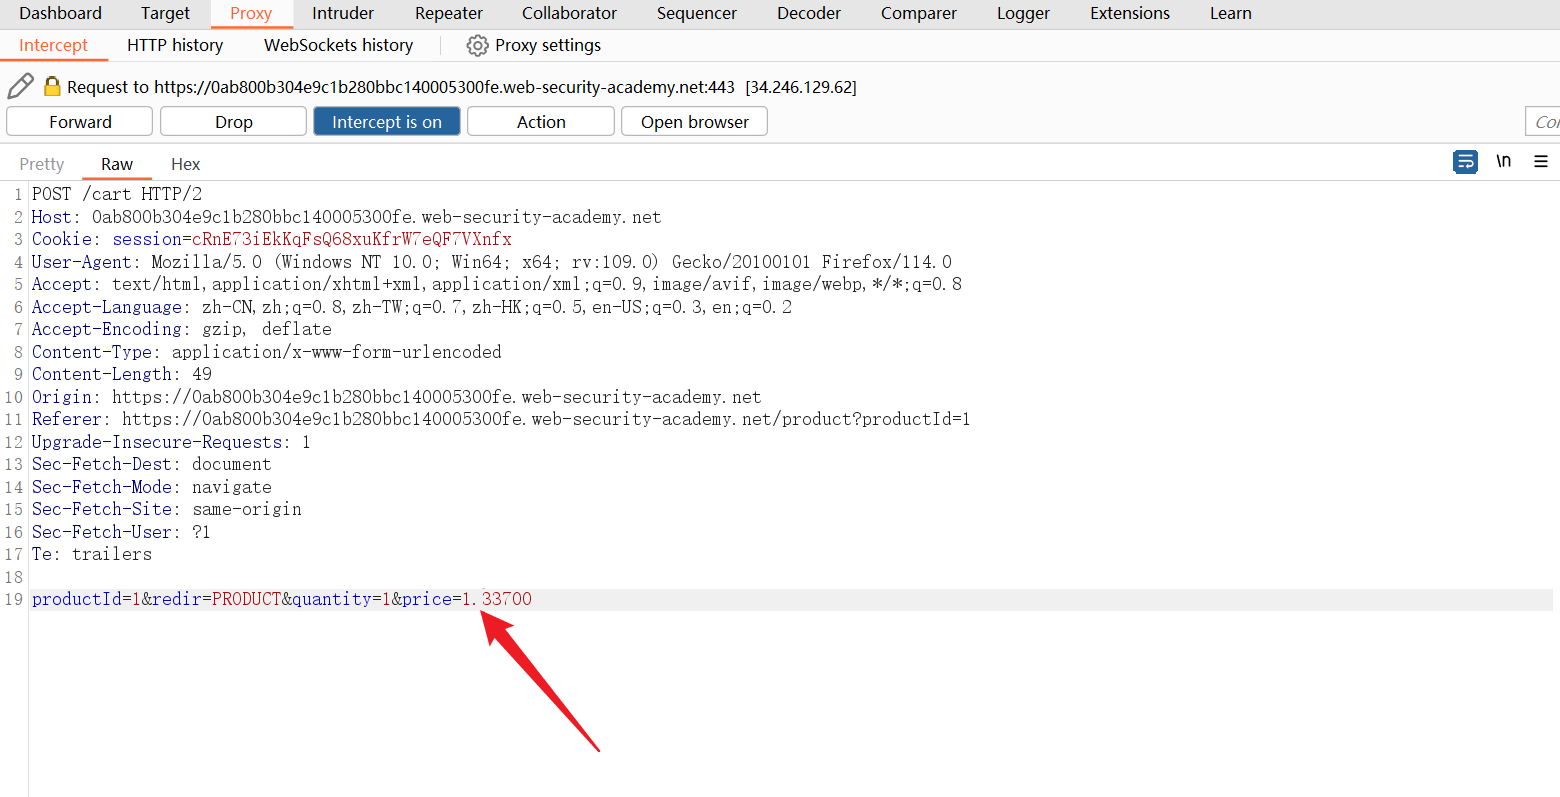 Dashboard Target Proxy Intruder Repeater Collaborator Sequencer Decoder Comparer Logger Extensions Learn
Intercept HTTP history WebSockets history Proxy settings
Request to https://0ab800b304e9c1b280bbc140005300fe.web-security-academy.net:443 [34.246.129.62]
Forward Drop Intercept is on Action Open browser
Pretty Raw Hex \n
1 POST /cart HTTP/2
2 Host: 0ab800b304e9c1b280bbc140005300fe.web-security-academy.net
3 Cookie: session=cRnE73iEkKqFsQ68xuKfrW7eQF7VXnfx
4 User-Agent: Mozilla/5.0 (Windows NT 10.0; Win64; x64; rv:109.0) Gecko/20100101 Firefox/114.0
5 Accept: text/html,application/xhtml+xml,application/xml;q=0.9,image/avif,image/webp,*/*;q=0.8
6 Accept-Language: zh-CN,zh;q=0.8,zh-TW;q=0.7,zh-HK;q=0.5,en-US;q=0.3,en;q=0.2
7 Accept-Encoding: gzip, deflate
8 Content-Type: application/x-www-form-urlencoded
9 Content-Length: 49
10 Origin: https://0ab800b304e9c1b280bbc140005300fe.web-security-academy.net
11 Referer: https://0ab800b304e9c1b280bbc140005300fe.web-security-academy.net/product?productId=1
12 Upgrade-Insecure-Requests: 1
13 Sec-Fetch-Dest: document
14 Sec-Fetch-Mode: navigate
15 Sec-Fetch-Site: same-origin
16 Sec-Fetch-User: ?1
17 Te: trailers
18
19 productId=1&redir=PRODUCT&quantity=1&price=1.33700